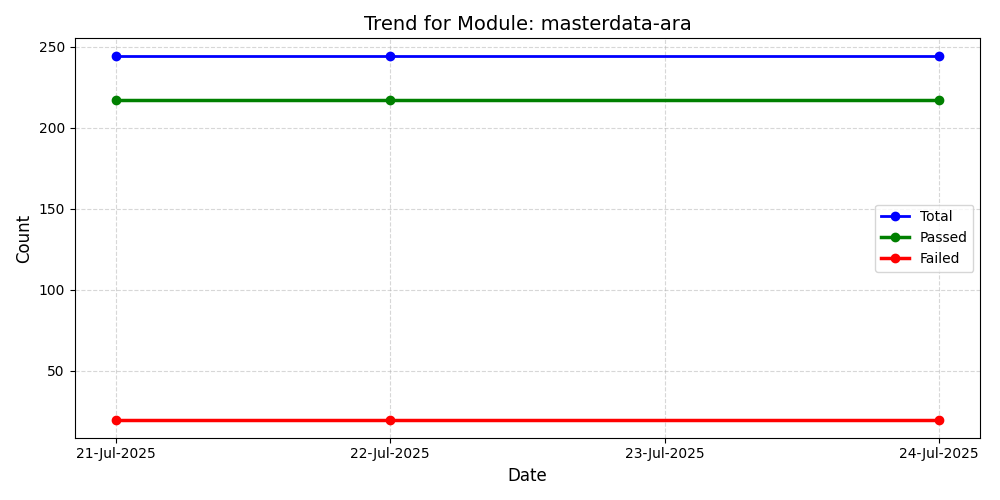 Trend for Module: masterdata-ara
250
200
150
100
50
Count
Total
Passed
Failed
21-Jul-2025 22-Jul-2025 23-Jul-2025 24-Jul-2025
Date